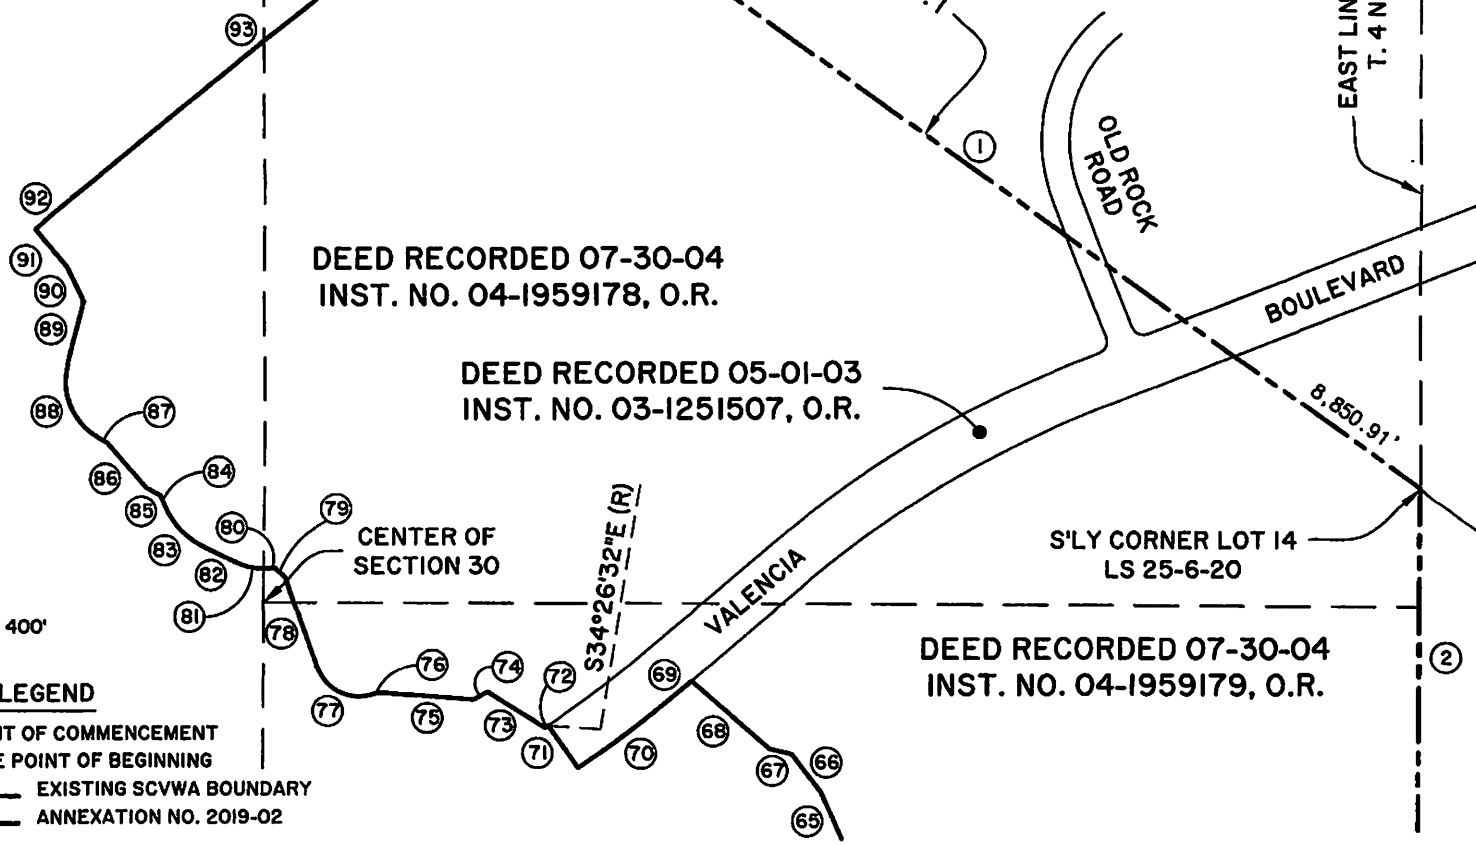 93
.1
EAST LIN
T. 4 N
1
OLD ROCK
ROAD
92
91
90
89
88
87
86
85
84
83
82
81
80
79
78
77
76
75
74
73
72
71
70
69
68
67
66
65
2
DEED RECORDED 07-30-04
INST. NO. 04-1959178, O.R.
DEED RECORDED 05-01-03
INST. NO. 03-1251507, O.R.
BOULEVARD
8,850.91'
CENTER OF
SECTION 30
S34°26'32"E (R)
VALENCIA
S'LY CORNER LOT 14
LS 25-6-20
DEED RECORDED 07-30-04
INST. NO. 04-1959179, O.R.
400'
LEGEND
T OF COMMENCEMENT
E POINT OF BEGINNING
EXISTING SCVWA BOUNDARY
ANNEXATION NO. 2019-02